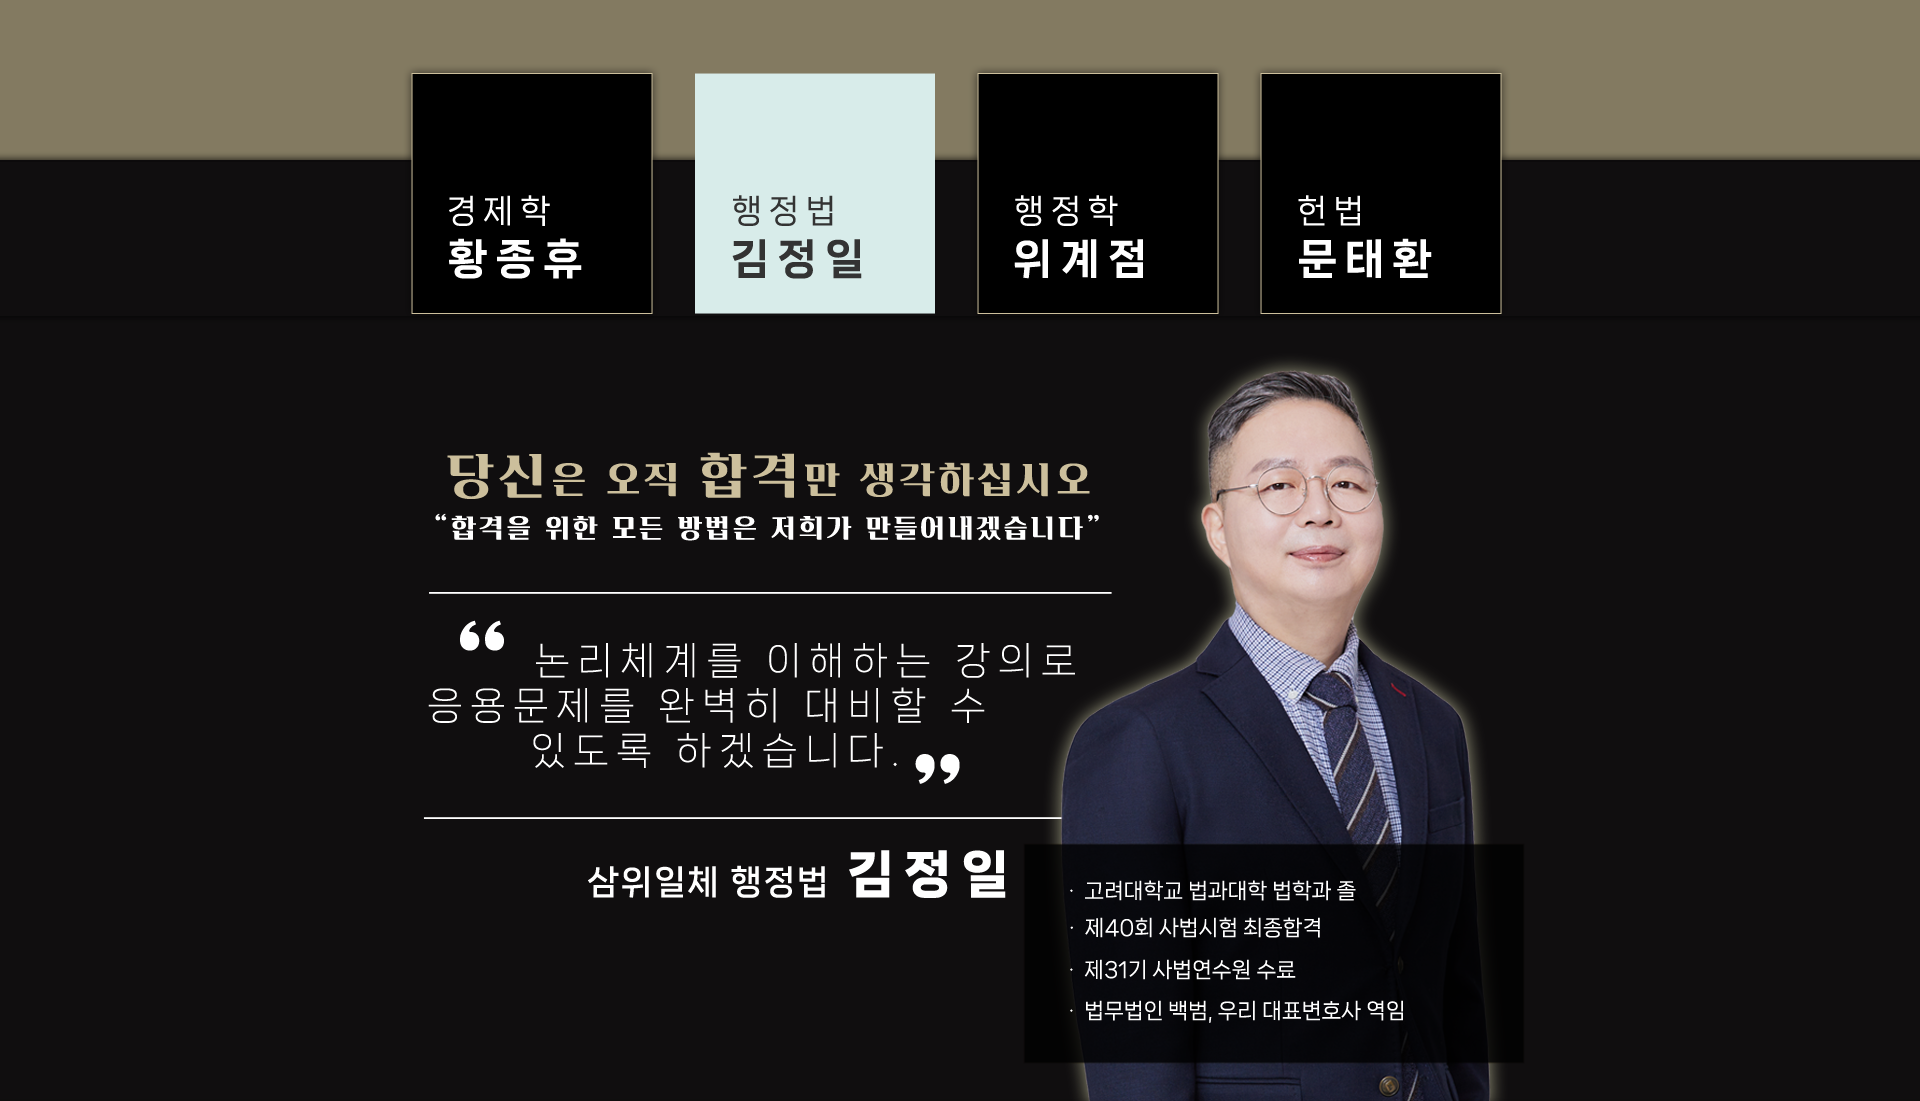 경제학
황종휴
행정법
김정일
행정학
위계점
헌법
문태환
당신은 오직 합격만 생각하십시오
“합격을 위한 모든 방법은 저희가 만들어내겠습니다”
“ 논리체계를 이해하는 강의로
응용문제를 완벽히 대비할 수
있도록 하겠습니다. ”
삼위일체 행정법 김정일
· 고려대학교 법과대학 법학과 졸
· 제40회 사법시험 최종합격
· 제31기 사법연수원 수료
· 법무법인 백범, 우리 대표변호사 역임